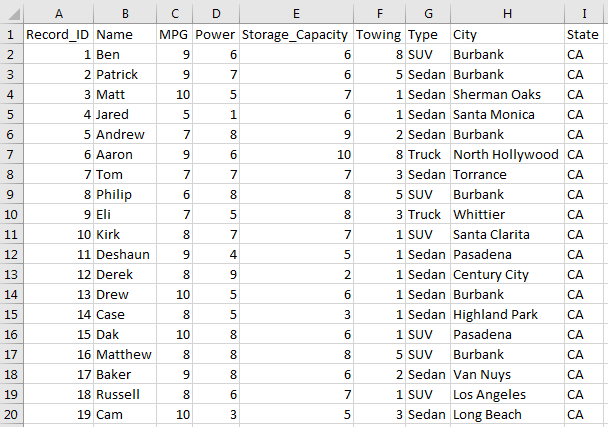 A B C D E F G H I
1 Record_ID Name MPG Power Storage_Capacity Towing Type City State
2 1 Ben 9 6 6 8 SUV Burbank CA
3 2 Patrick 9 7 6 5 Sedan Burbank CA
4 3 Matt 10 5 7 1 Sedan Sherman Oaks CA
5 4 Jared 5 1 6 1 Sedan Santa Monica CA
6 5 Andrew 7 8 9 2 Sedan Burbank CA
7 6 Aaron 9 6 10 8 Truck North Hollywood CA
8 7 Tom 7 7 7 3 Sedan Torrance CA
9 8 Philip 6 8 8 5 SUV Burbank CA
10 9 Eli 7 5 8 3 Truck Whittier CA
11 10 Kirk 8 7 7 1 SUV Santa Clarita CA
12 11 Deshaun 9 4 5 1 Sedan Pasadena CA
13 12 Derek 8 9 2 1 Sedan Century City CA
14 13 Drew 10 5 6 1 Sedan Burbank CA
15 14 Case 8 5 3 1 Sedan Highland Park CA
16 15 Dak 10 8 6 1 SUV Pasadena CA
17 16 Matthew 8 8 8 5 SUV Burbank CA
18 17 Baker 9 8 6 2 Sedan Van Nuys CA
19 18 Russell 8 6 7 1 SUV Los Angeles CA
20 19 Cam 10 3 5 3 Sedan Long Beach CA